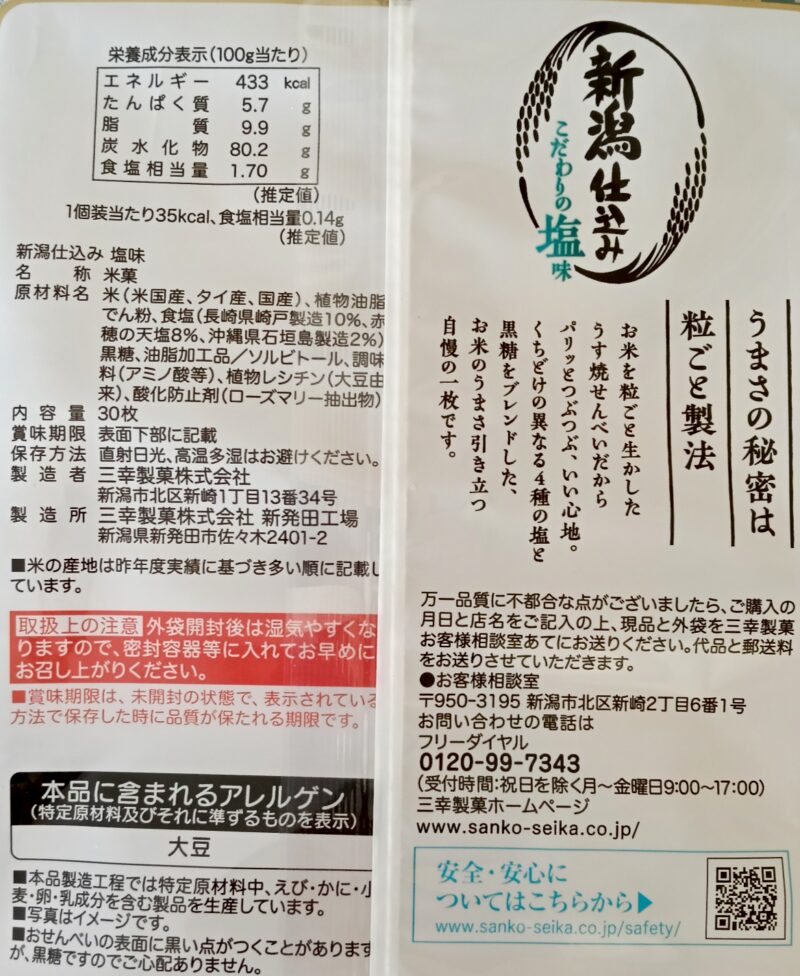 栄養成分表示(100g当たり)
エネルギー 433 kcal
たんぱく質 5.7 g
脂質 9.9 g
炭水化物 80.2 g
食塩相当量 1.70 g
(推定値)
1個装当たり35kcal、食塩相当量0.14g
(推定値)
新潟仕込み 塩味
名称 米菓
原材料名 米(米国産、タイ産、国産)、植物油脂
でん粉、食塩(長崎県崎戸製造10%、赤
穂の天塩8%、沖縄県石垣島製造2%)
黒糖、油脂加工品/ソルビトール、調味
料(アミノ酸等)、植物レシチン(大豆由
来)、酸化防止剤(ローズマリー抽出物)
内容量 30枚
賞味期限 表面下部に記載
保存方法 直射日光、高温多湿はお避けください。
製造者 三幸製菓株式会社
新潟市北区新崎1丁目13番34号
製造所 三幸製菓株式会社 新発田工場
新潟県新発田市佐々木2401-2
■米の産地は昨年度実績に基づき多い順に記載し
ています。
取扱上の注意 外袋開封後は湿気やすくな
りますので、密封容器等に入れてお早めに
お召し上がりください。
■賞味期限は、未開封の状態で、表示されている
方法で保存した時に品質が保たれる期限です。
本品に含まれるアレルゲン
(特定原材料及びそれに準ずるものを表示)
大豆
■本品製造工程では特定原材料中、えび・かに・小
麦・卵・乳成分を含む製品を生産しています。
■写真はイメージです。
■おせんべいの表面に黒い点がつくことがあります
が、黒糖ですのでご心配ありません。
新潟仕込み
こだわりの塩味
うまさの秘密は
粒ごと製法
お米を粒ごと生かした
うす焼せんべいだから
パリッとつぶつぶ、いい心地。
くちどけの異なる4種の塩と
黒糖をブレンドした、
お米のうまさ引き立つ
自慢の一枚です。
万一品質に不都合な点がございましたら、ご購入の
月日と店名をご記入の上、現品と外袋を三幸製菓
お客様相談室あてにお送りください。代品と郵送料
をお送りさせていただきます。
●お客様相談室
〒950-3195 新潟市北区新崎2丁目6番1号
お問い合わせの電話は
フリーダイヤル
0120-99-7343
(受付時間:祝日を除く月〜金曜日9:00〜17:00)
三幸製菓ホームページ
www.sanko-seika.co.jp/
安全・安心に
ついてはこちらから▶
www.sanko-seika.co.jp/safety/